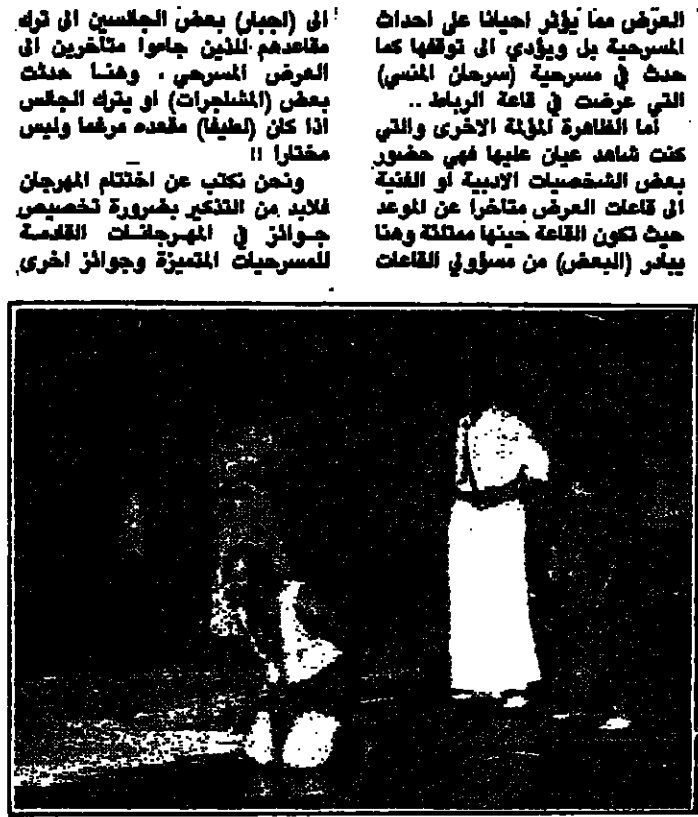 العرض مما يؤثر احيانا على احداث
المسرحية بل ويؤدي الى توقفها كما
حدث في مسرحية (سرحان المنسي)
التي عرضت في قاعة الرباط ..
أما الظاهرة المؤلمة الاخرى والتي
كنت شاهد عيان عليها فهي حضور
بعض الشخصيات الادبية او الفنية
الى قاعات العرض متاخرا عن الموعد
حيث تكون القاعة حينها ممتلئة وهنا
يبادر (البعض) من مسؤولي القاعات
الى (اجبار) بعض الجالسين الى ترك
مقاعدهم للذين جاءوا متأخرين الى
العرض المسرحي . وهنا حدثت
بعض (المشاجرات) او يترك الجالس
اذا كان (لطيفا) مقعده مرغما وليس
مختارا !!
ونحن نكتب عن اختتام المهرجان
فلابد من التذكير بضرورة تخصيص
جوائز في المهرجانات القادمة
للمسرحيات المتميزة وجوائز اخرى